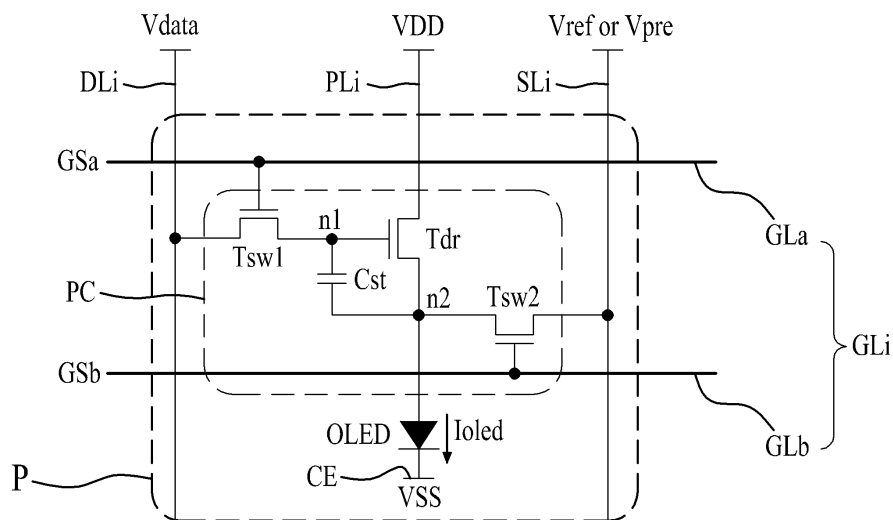 Vdata
VDD
Vref or Vpre
DLi
PLi
SLi
GSa
n1
Tdr
GLa
Tsw1
Cst
PC
n2
Tsw2
GLi
GSb
OLED
Ioled
GLb
P
CE
VSS